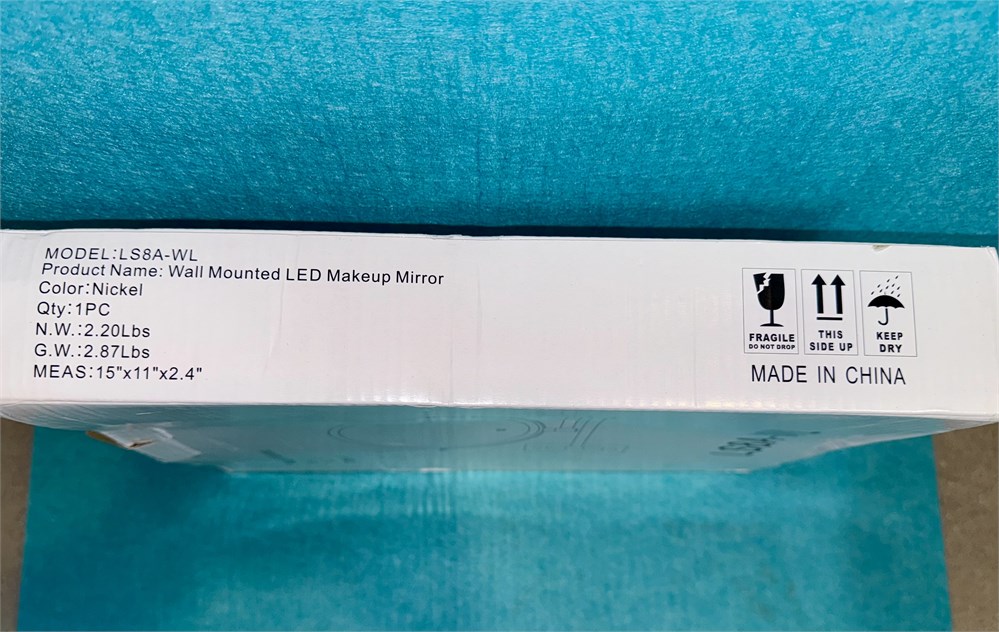 MODEL:LS8A-WL
Product Name: Wall Mounted LED Makeup Mirror
Color:Nickel
Qty:1PC
N.W.:2.20Lbs
G.W.:2.87Lbs
MEAS:15"x11"x2.4"
FRAGILE
DO NOT DROP
THIS
SIDE UP
KEEP
DRY
MADE IN CHINA